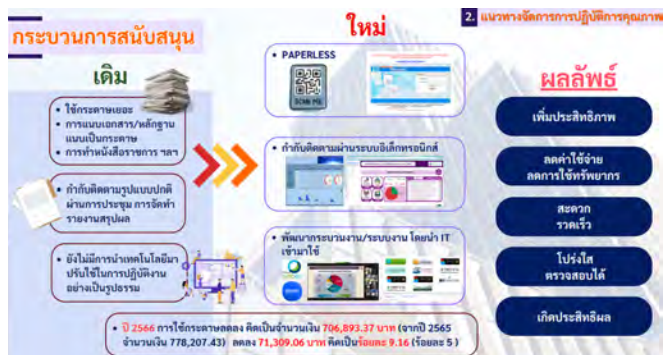 2. แนวทางจัดการการปฏิบัติการคุณภาพ
กระบวนการสนับสนุน
เดิม
• ใช้กระดาษเยอะ
• การแนบเอกสาร/หลักฐาน
แนบเป็นกระดาษ
• การทำหนังสือราชการ ฯลฯ
• กำกับติดตามรูปแบบปกติ
ผ่านการประชุม การจัดทำ
รายงานสรุปผล
• ยังไม่มีการนำเทคโนโลยีมา
ปรับใช้ในการปฏิบัติงาน
อย่างเป็นรูปธรรม
ใหม่
• PAPERLESS
SCAN ME
• กำกับติดตามผ่านระบบอิเล็กทรอนิกส์
• พัฒนากระบวนงาน/ระบบงาน โดยนำ IT
เข้ามาใช้
zoom
ผลลัพธ์
เพิ่มประสิทธิภาพ
ลดค่าใช้จ่าย
ลดการใช้ทรัพยากร
สะดวก
รวดเร็ว
โปร่งใส
ตรวจสอบได้
เกิดประสิทธิผล
• ปี 2566 การใช้กระดาษลดลง คิดเป็นจำนวนเงิน 706,893.37 บาท (จากปี 2565
จำนวนเงิน 778,207.43) ลดลง 71,309.06 บาท คิดเป็นร้อยละ 9.16 (ร้อยละ 5 )